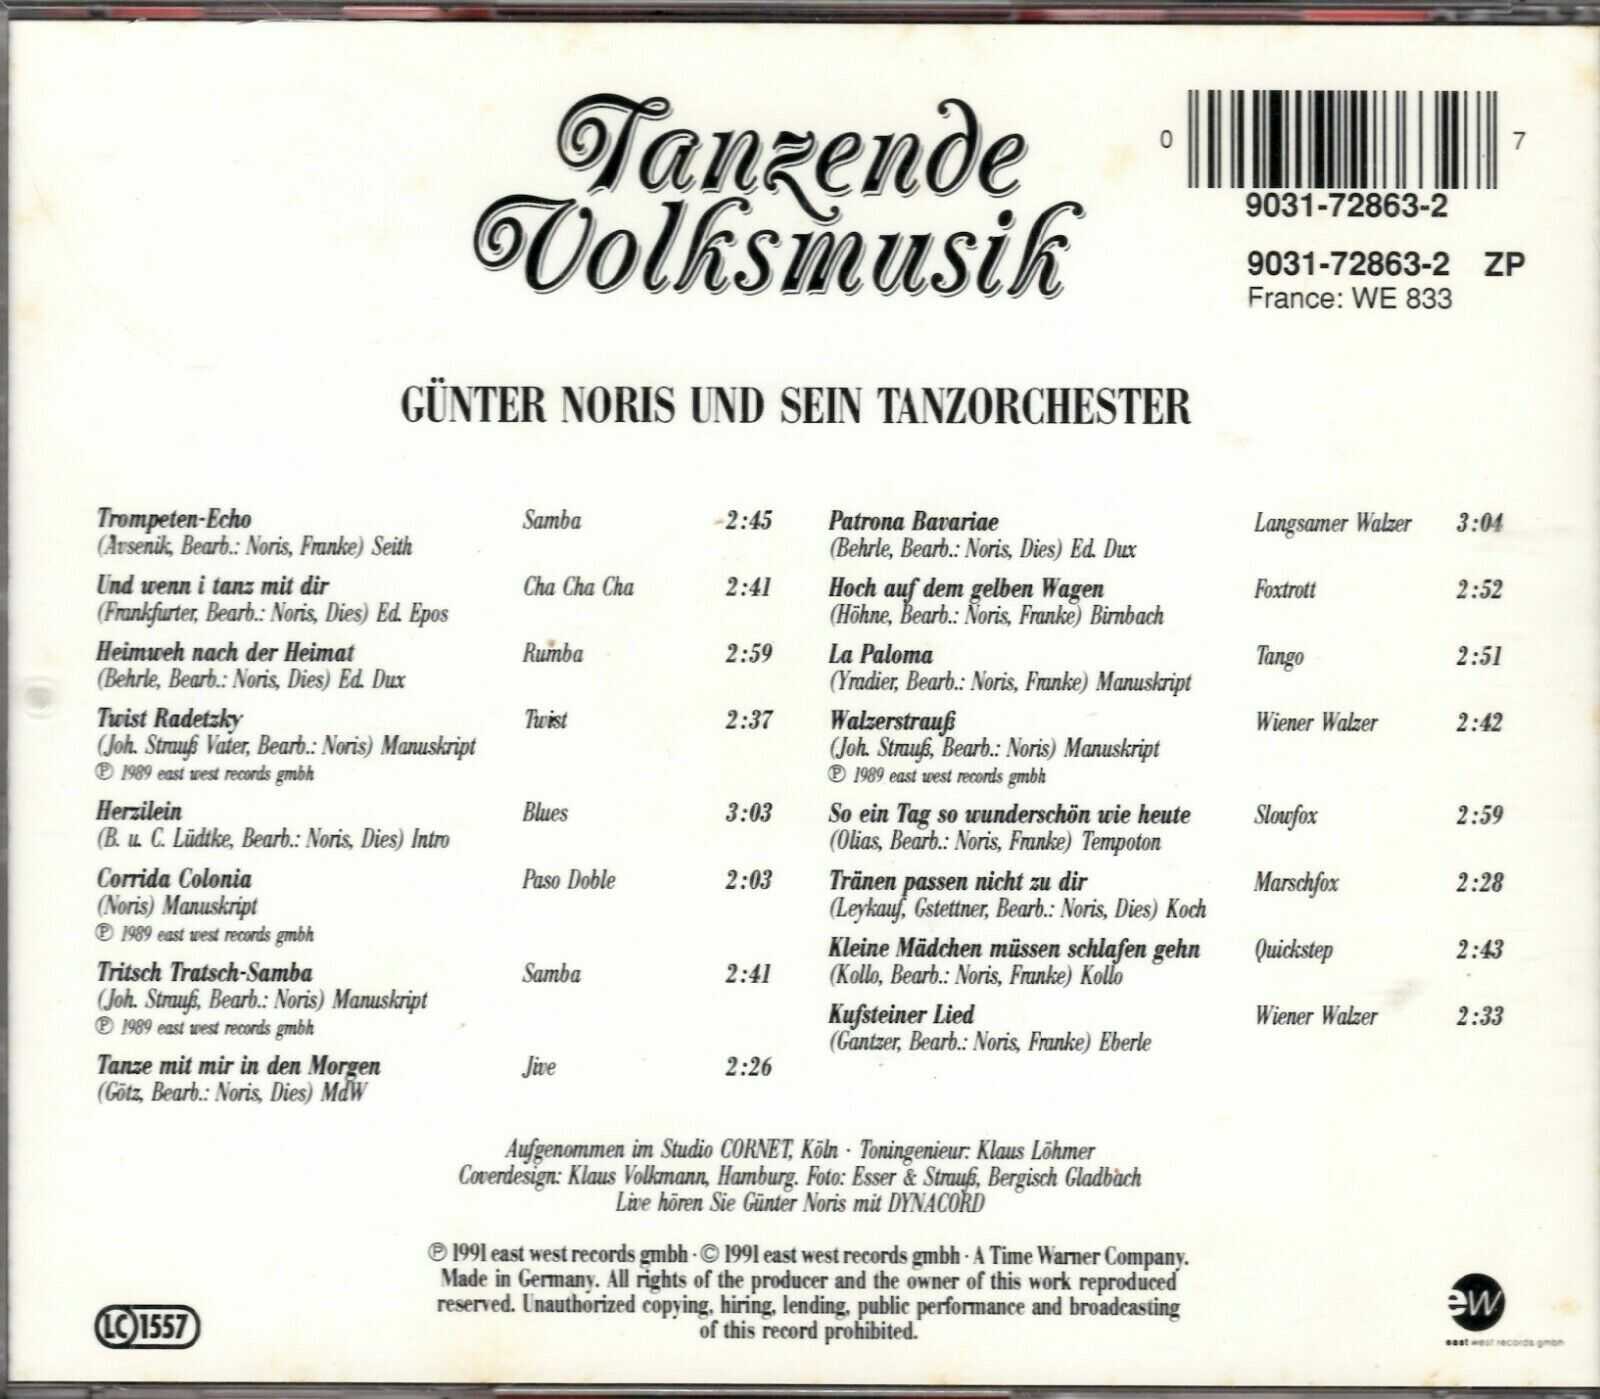 Tanzende
Volksmusik
0 7
9031-72863-2
9031-72863-2 ZP
France: WE 833
GÜNTER NORIS UND SEIN TANZORCHESTER
Trompeten-Echo Samba 2:45
(Avsenik, Bearb.: Noris, Franke) Seith
Und wenn i tanz mit dir Cha Cha Cha 2:41
(Frankfurter, Bearb.: Noris, Dies) Ed. Epos
Heimweh nach der Heimat Rumba 2:59
(Behrle, Bearb.: Noris, Dies) Ed. Dux
Twist Radetzky Twist 2:37
(Joh. Strauß Vater, Bearb.: Noris) Manuskript
Ⓟ 1989 east west records gmbh
Herzilein Blues 3:03
(B. u. C. Lüdtke, Bearb.: Noris, Dies) Intro
Corrida Colonia Paso Doble 2:03
(Noris) Manuskript
Ⓟ 1989 east west records gmbh
Tritsch Tratsch-Samba Samba 2:41
(Joh. Strauß, Bearb.: Noris) Manuskript
Ⓟ 1989 east west records gmbh
Tanze mit mir in den Morgen Jive 2:26
(Götz, Bearb.: Noris, Dies) MdW
Patrona Bavariae Langsamer Walzer 3:04
(Behrle, Bearb.: Noris, Dies) Ed. Dux
Hoch auf dem gelben Wagen Foxtrott 2:52
(Höhne, Bearb.: Noris, Franke) Birnbach
La Paloma Tango 2:51
(Yradier, Bearb.: Noris, Franke) Manuskript
Walzerstrauß Wiener Walzer 2:42
(Joh. Strauß, Bearb.: Noris) Manuskript
Ⓟ 1989 east west records gmbh
So ein Tag so wunderschön wie heute Slowfox 2:59
(Olias, Bearb.: Noris, Franke) Tempoton
Tränen passen nicht zu dir Marschfox 2:28
(Leykauf, Gstettner, Bearb.: Noris, Dies) Koch
Kleine Mädchen müssen schlafen gehn Quickstep 2:43
(Kollo, Bearb.: Noris, Franke) Kollo
Kufsteiner Lied Wiener Walzer 2:33
(Gantzer, Bearb.: Noris, Franke) Eberle
Aufgenommen im Studio CORNET, Köln · Toningenieur: Klaus Löhmer
Coverdesign: Klaus Volkmann, Hamburg. Foto: Esser & Strauß, Bergisch Gladbach
Live hören Sie Günter Noris mit DYNACORD
Ⓟ 1991 east west records gmbh · © 1991 east west records gmbh · A Time Warner Company.
Made in Germany. All rights of the producer and the owner of this work reproduced
reserved. Unauthorized copying, hiring, lending, public performance and broadcasting
of this record prohibited.
LC 1557
ew
east west records gmbh